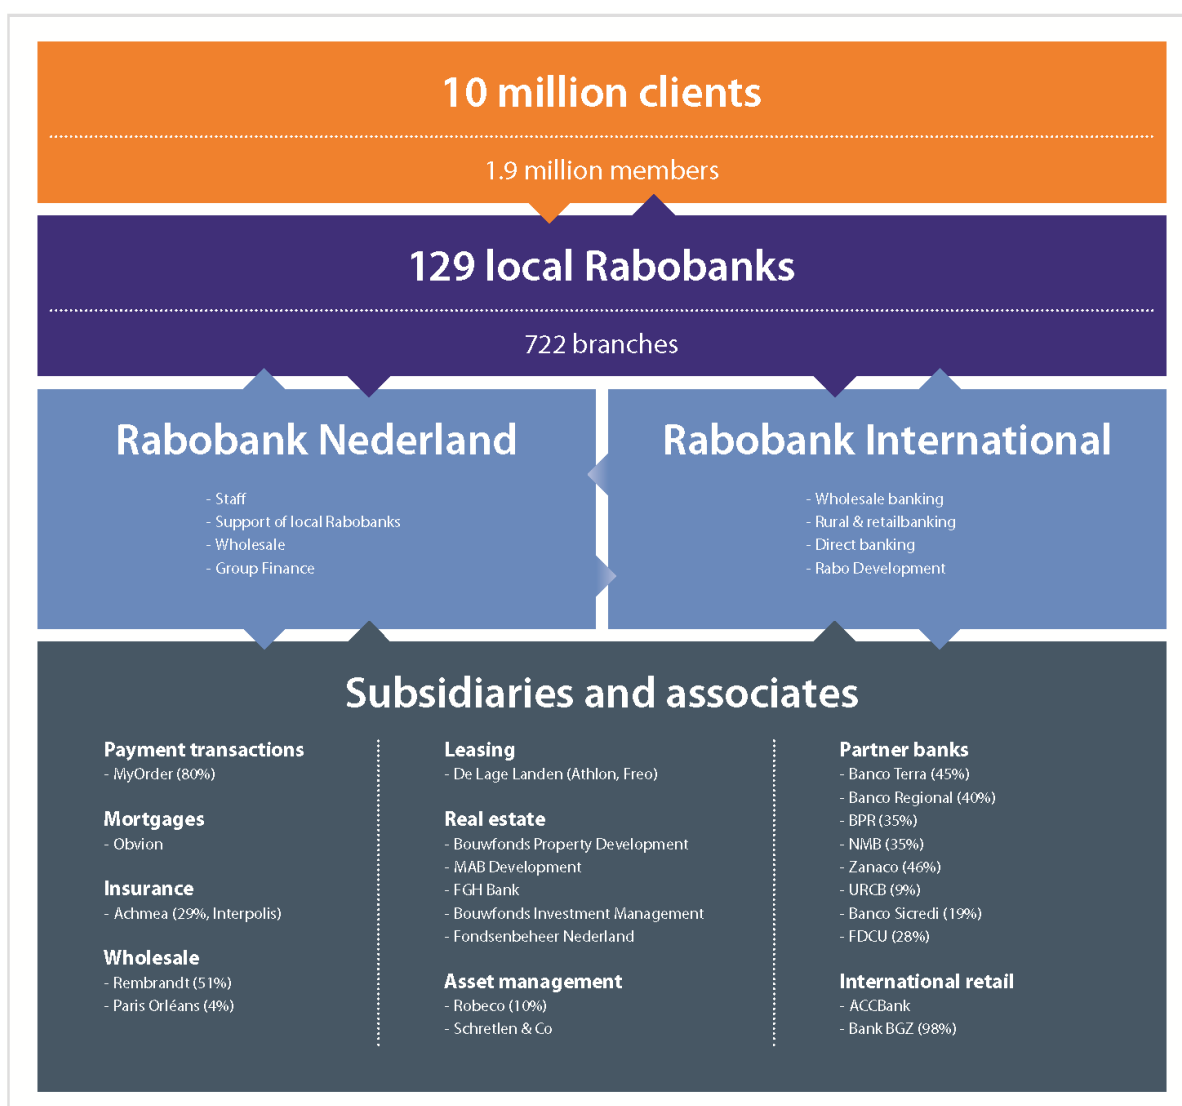 10 million clients
1.9 million members
129 local Rabobanks
722 branches
Rabobank Nederland
- Staff
- Support of local Rabobanks
- Wholesale
- Group Finance
Rabobank International
- Wholesale banking
- Rural & retailbanking
- Direct banking
- Rabo Development
Subsidiaries and associates
Payment transactions
- MyOrder (80%)
Mortgages
- Obvion
Insurance
- Achmea (29%, Interpolis)
Wholesale
- Rembrandt (51%)
- Paris Orléans (4%)
Leasing
- De Lage Landen (Athlon, Freo)
Real estate
- Bouwfonds Property Development
- MAB Development
- FGH Bank
- Bouwfonds Investment Management
- Fondsenbeheer Nederland
Asset management
- Robeco (10%)
- Schretlen & Co
Partner banks
- Banco Terra (45%)
- Banco Regional (40%)
- BPR (35%)
- NMB (35%)
- Zanaco (46%)
- URCB (9%)
- Banco Sicredi (19%)
- FDCU (28%)
International retail
- ACCBank
- Bank BGZ (98%)